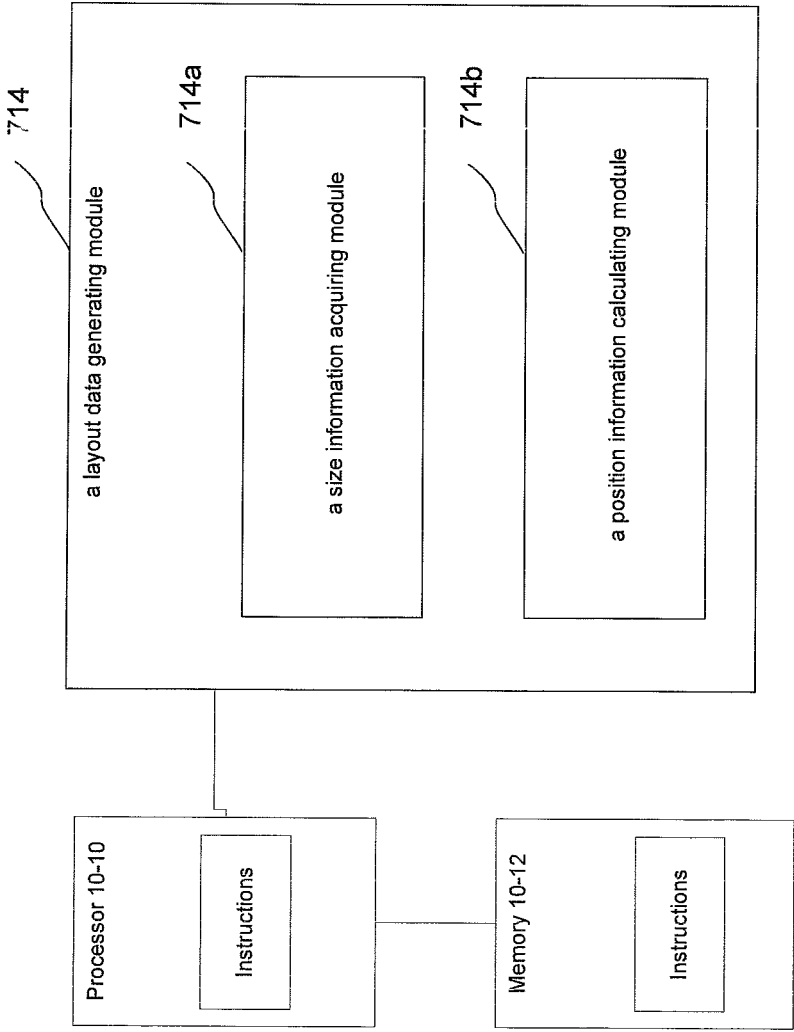 Processor 10-10
Instructions
Memory 10-12
Instructions
714
a layout data generating module
714a
a size information acquiring module
714b
a position information calculating module